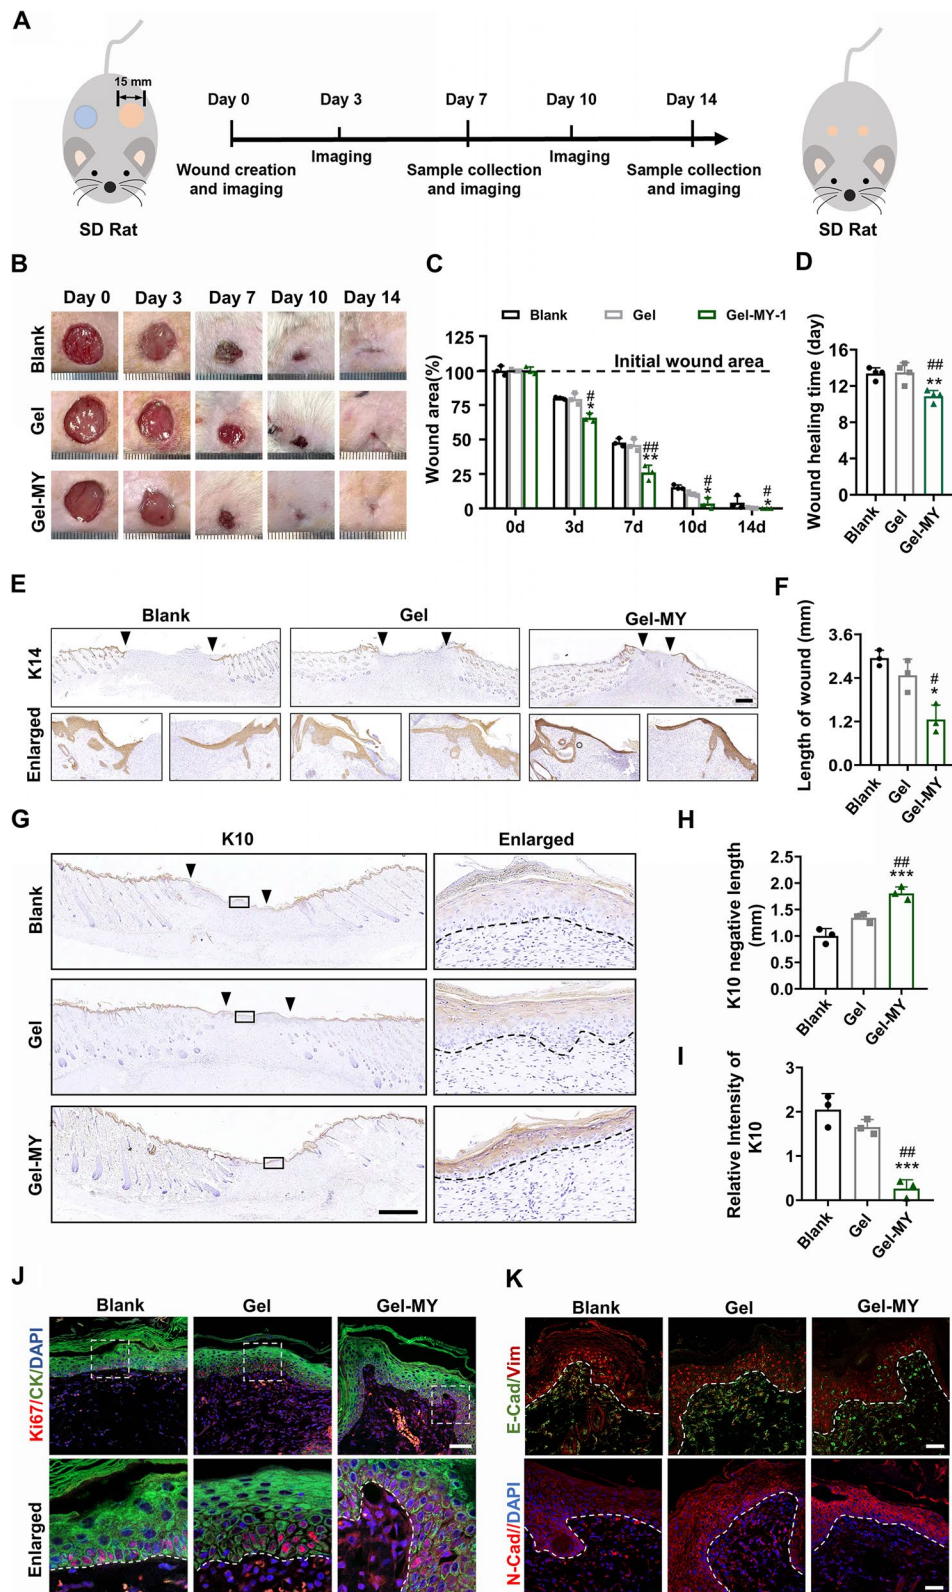 A
15 mm
SD Rat
Day 0
Day 3
Day 7
Day 10
Day 14
Wound creation
and imaging
Imaging
Sample collection
and imaging
Imaging
Sample collection
and imaging
SD Rat
B
Day 0 Day 3 Day 7 Day 10 Day 14
Blank
Gel
Gel-MY
C
Blank Gel Gel-MY-1
Wound area(%)
125
100
75
50
25
0
Initial wound area
#
*
##
**
#
*
#
*
0d 3d 7d 10d 14d
D
Wound healing time (day)
16
12
8
4
0
##
**
Blank
Gel
Gel-MY
E
Blank Gel Gel-MY
K14
Enlarged
F
Length of wound (mm)
3.6
2.4
1.2
0.0
#
*
Blank
Gel
Gel-MY
G
K10 Enlarged
Blank
Gel
Gel-MY
H
K10 negative length
(mm)
2.5
2.0
1.5
1.0
0.5
0.0
##
***
Blank
Gel
Gel-MY
I
Relative Intensity of
K10
3
2
1
0
##
***
Blank
Gel
Gel-MY
J
Blank Gel Gel-MY
Ki67/CK/DAPI
Enlarged
K
Blank Gel Gel-MY
E-Cad/Vim
N-Cad//DAPI